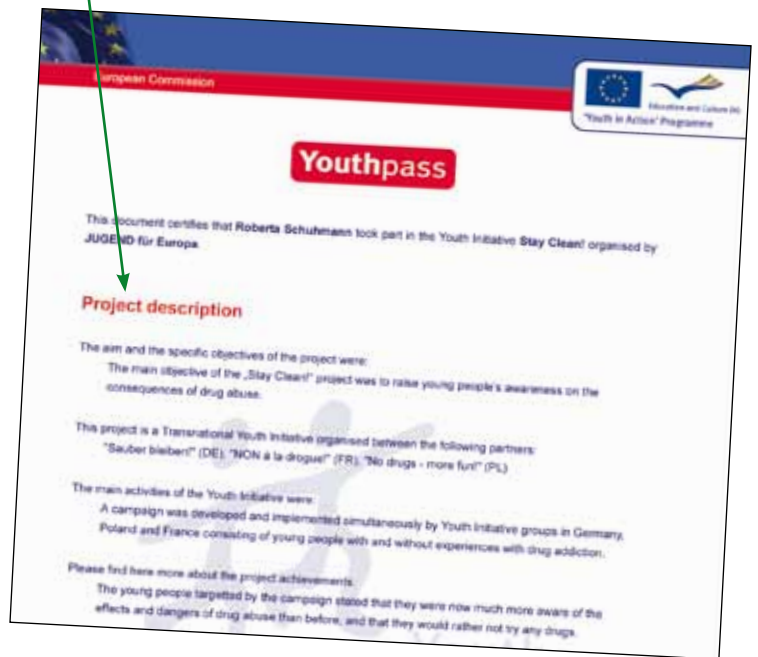 European Commission
Education and Culture DG
'Youth in Action' Programme
Youthpass
This document certifies that Roberta Schuhmann took part in the Youth Initiative Stay Clean! organised by
JUGEND für Europa.
Project description
The aim and the specific objectives of the project were:
The main objective of the „Stay Clean!" project was to raise young people's awareness on the
consequences of drug abuse.
This project is a Transnational Youth Initiative organised between the following partners:
"Sauber bleiben!" (DE), "NON à la drogue!" (FR), "No drugs - more fun!" (PL)
The main activities of the Youth Initiative were:
A campaign was developed and implemented simultaneously by Youth Initiative groups in Germany,
Poland and France consisting of young people with and without experiences with drug addiction.
Please find here more about the project achievements.
The young people targetted by the campaign stated that they were now much more aware of the
effects and dangers of drug abuse than before, and that they would rather not try any drugs.